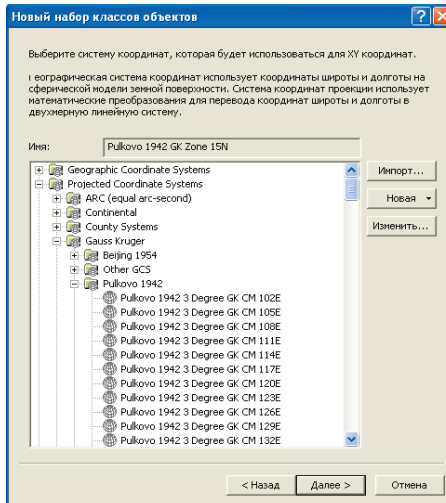 Новый набор классов объектов
Выберите систему координат, которая будет использоваться для XY координат.
географическая система координат использует координаты широты и долготы на
сферической модели земной поверхности. Система координат проекции использует
математические преобразования для перевода координат широты и долготы в
двухмерную линейную систему.
Имя: Pulkovo 1942 GK Zone 15N
Geographic Coordinate Systems
Projected Coordinate Systems
ARC (equal arc-second)
Continental
County Systems
Gauss Kruger
Beijing 1954
Other GCS
Pulkovo 1942
Pulkovo 1942 3 Degree GK CM 102E
Pulkovo 1942 3 Degree GK CM 105E
Pulkovo 1942 3 Degree GK CM 108E
Pulkovo 1942 3 Degree GK CM 111E
Pulkovo 1942 3 Degree GK CM 114E
Pulkovo 1942 3 Degree GK CM 117E
Pulkovo 1942 3 Degree GK CM 120E
Pulkovo 1942 3 Degree GK CM 123E
Pulkovo 1942 3 Degree GK CM 126E
Pulkovo 1942 3 Degree GK CM 129E
Pulkovo 1942 3 Degree GK CM 132E
Импорт...
Новая
Изменить...
< Назад
Далее >
Отмена